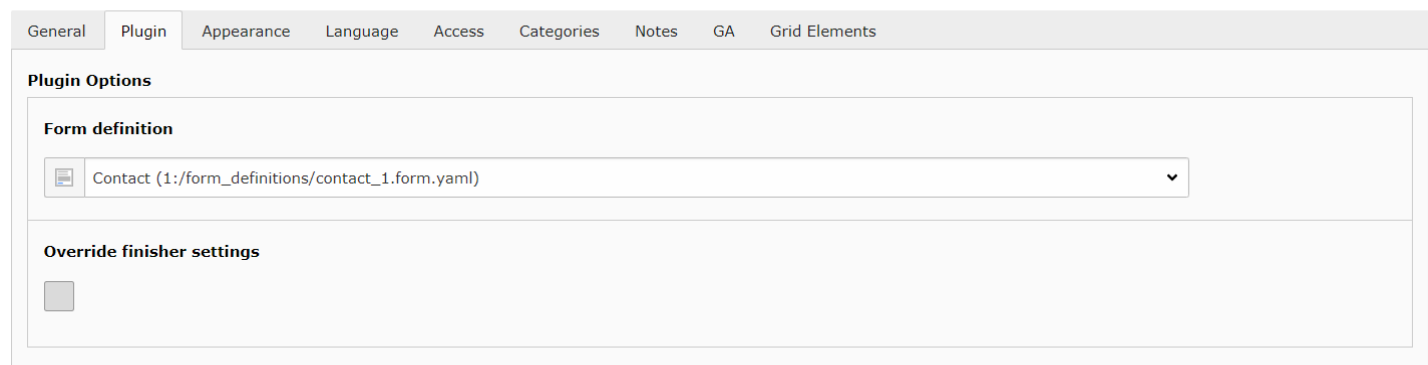 General Plugin Appearance Language Access Categories Notes GA Grid Elements
Plugin Options
Form definition
Contact (1:/form_definitions/contact_1.form.yaml)
Override finisher settings